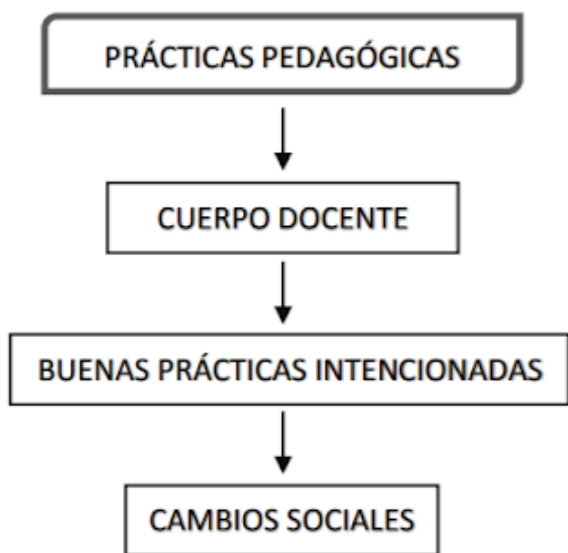 PRÁCTICAS PEDAGÓGICAS
CUERPO DOCENTE
BUENAS PRÁCTICAS INTENCIONADAS
CAMBIOS SOCIALES